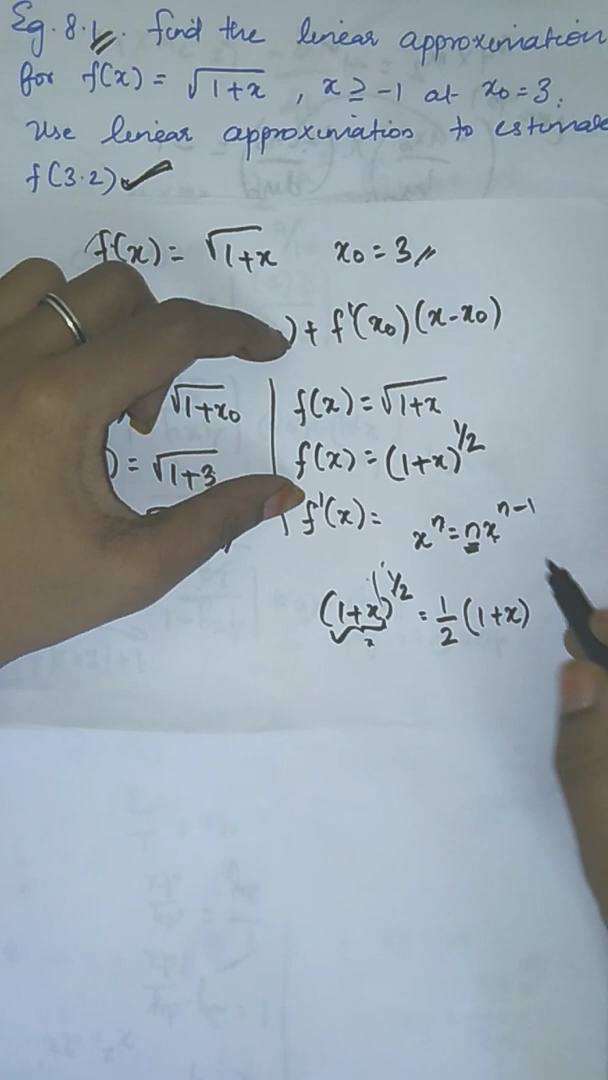 Eg. 8.1. Find the linear approximation
for f(x) = √1+x , x ≥ -1 at x₀ = 3.
Use linear approximation to estimate
f(3.2)
f(x) = √1+x x₀ = 3
) + f'(x₀)(x-x₀)
√1+x₀ f(x) = √1+x
) = √1+3 f(x) = (1+x)^1/2
f'(x) = xⁿ = nxⁿ⁻¹
(1+x)^1/2 = 1/2 (1+x)
x